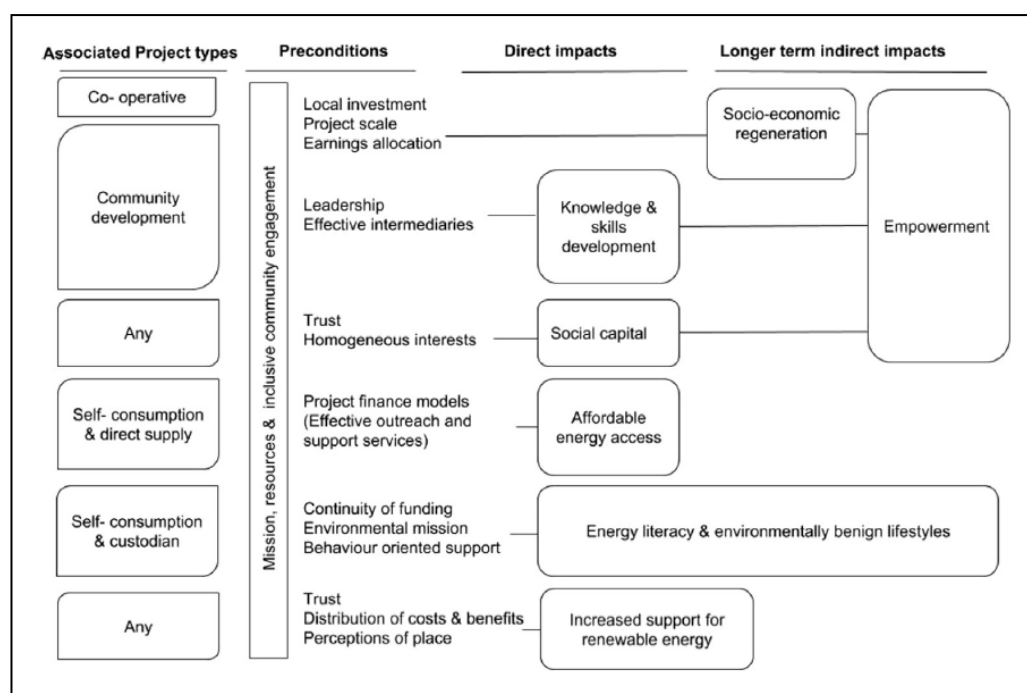 Associated Project types
Preconditions
Direct impacts
Longer term indirect impacts
Co- operative
Community
development
Any
Self- consumption
& direct supply
Self- consumption
& custodian
Any
Mission, resources & inclusive community engagement
Local investment
Project scale
Earnings allocation
Leadership
Effective intermediaries
Trust
Homogeneous interests
Project finance models
(Effective outreach and
support services)
Continuity of funding
Environmental mission
Behaviour oriented support
Trust
Distribution of costs & benefits
Perceptions of place
Knowledge &
skills
development
Social capital
Affordable
energy access
Energy literacy & environmentally benign lifestyles
Increased support for
renewable energy
Socio-economic
regeneration
Empowerment